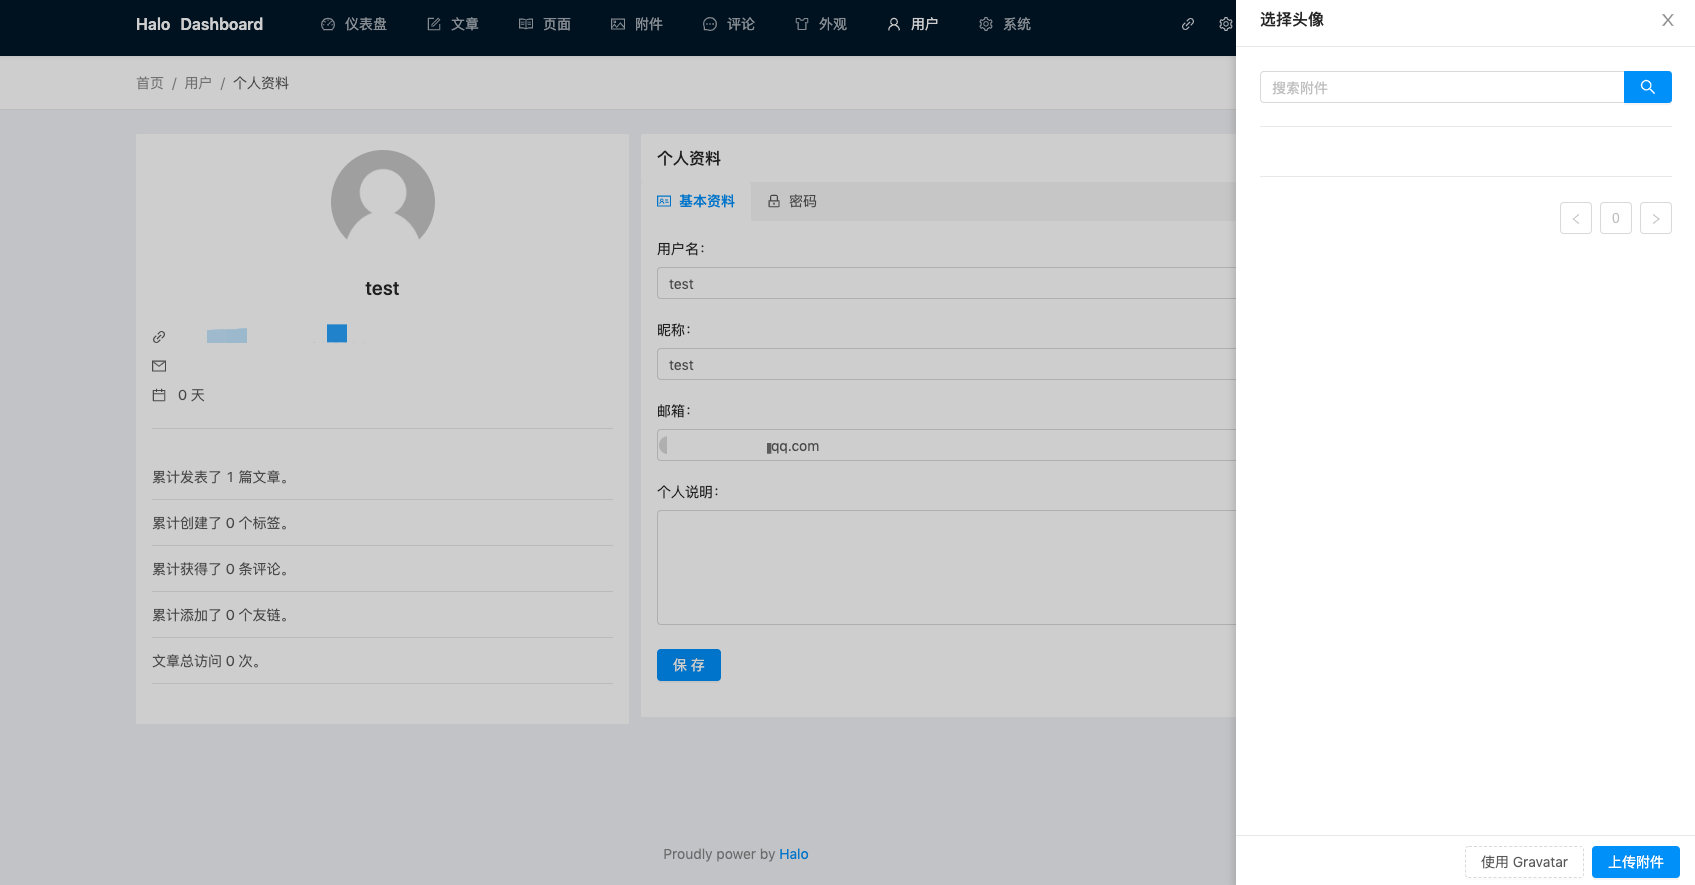 Halo Dashboard
仪表盘
文章
页面
附件
评论
外观
用户
系统
首页 / 用户 / 个人资料
test
0 天
累计发表了 1 篇文章。
累计创建了 0 个标签。
累计获得了 0 条评论。
累计添加了 0 个友链。
文章总访问 0 次。
个人资料
基本资料
密码
用户名：
test
昵称：
test
邮箱：
qq.com
个人说明：
保 存
Proudly power by Halo
选择头像
搜索附件
0
使用 Gravatar
上传附件